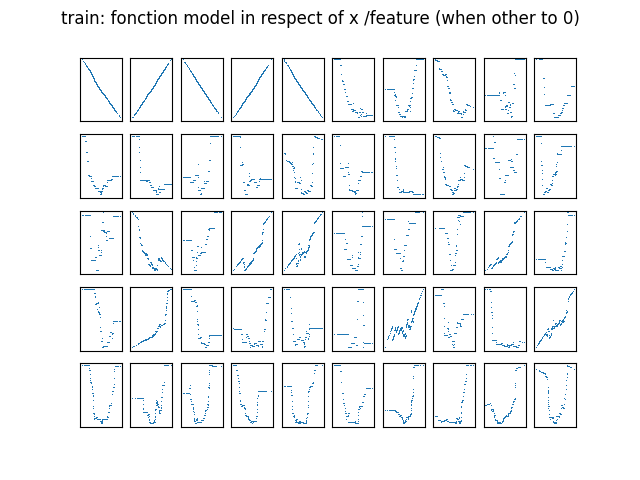 train: fonction model in respect of x /feature (when other to 0)